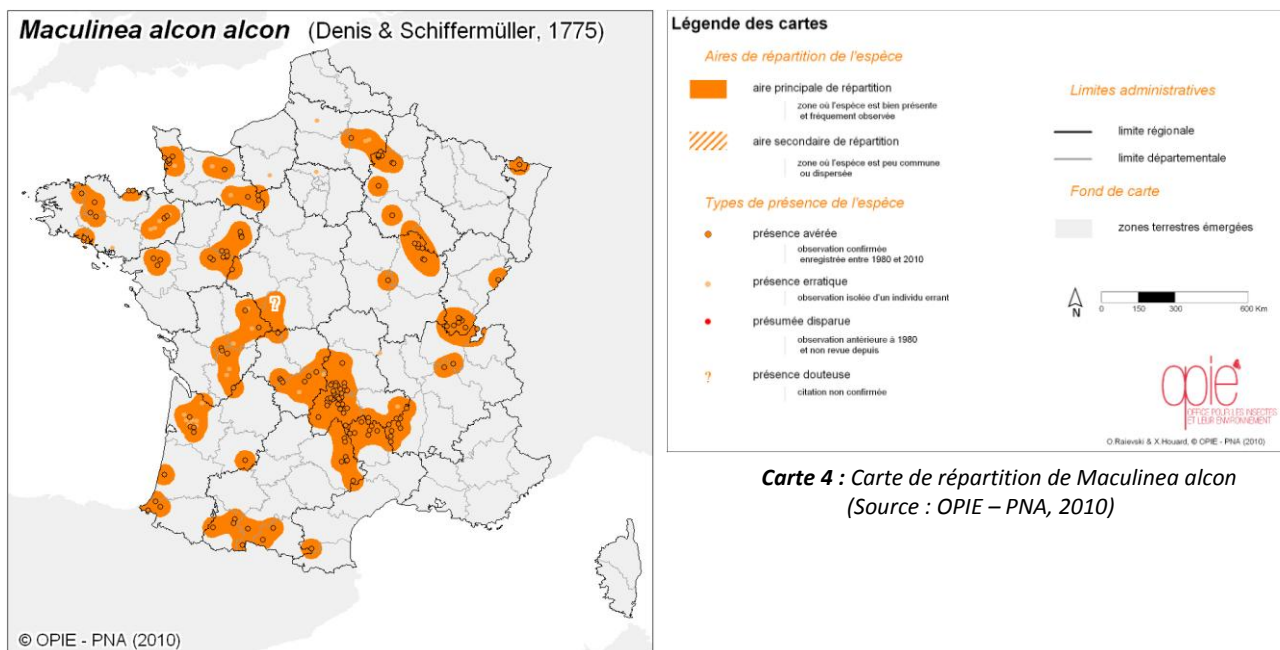 Maculinea alcon alcon (Denis & Schiffermüller, 1775)
?
© OPIE - PNA (2010)
Légende des cartes
Aires de répartition de l'espèce
aire principale de répartition
zone où l'espèce est bien présente
et fréquemment observée
aire secondaire de répartition
zone où l'espèce est peu commune
ou dispersée
Types de présence de l'espèce
présence avérée
observation confirmée
enregistrée entre 1980 et 2010
présence erratique
observation isolée d'un individu errant
présumée disparue
observation antérieure à 1980
et non revue depuis
? présence douteuse
citation non confirmée
Limites administratives
limite régionale
limite départementale
Fond de carte
zones terrestres émergées
N
0 150 300 600 Km
opie
OFFICE POUR LES INSECTES
ET LEUR ENVIRONNEMENT
O.Raievski & X.Houard, © OPIE - PNA (2010)
Carte 4 : Carte de répartition de Maculinea alcon
(Source : OPIE – PNA, 2010)